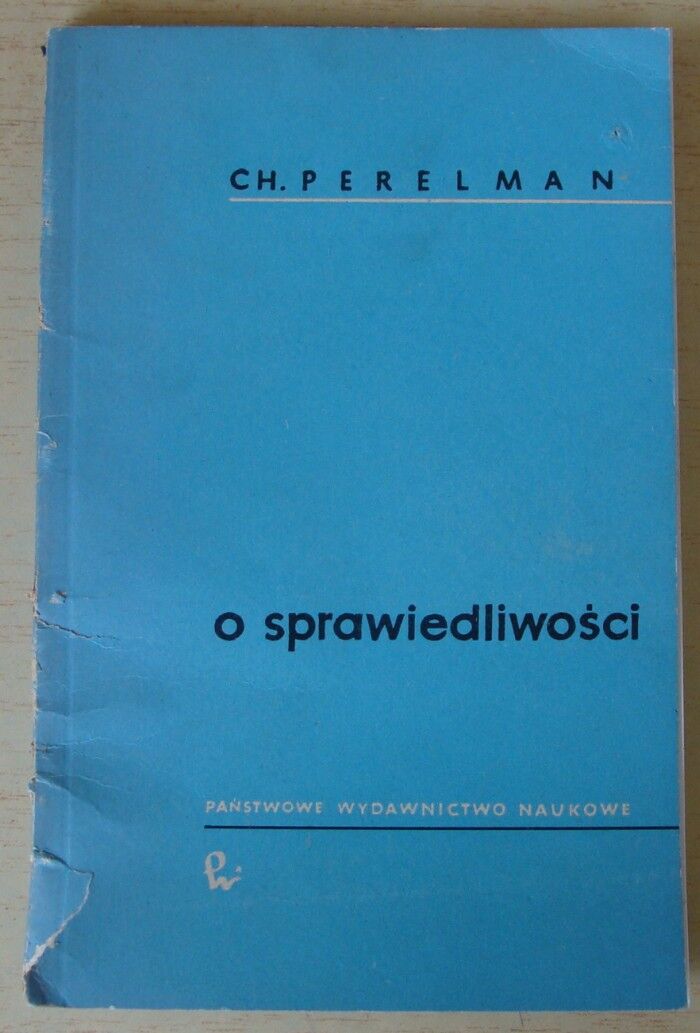 CH. PERELMAN
o sprawiedliwości
PAŃSTWOWE WYDAWNICTWO NAUKOWE